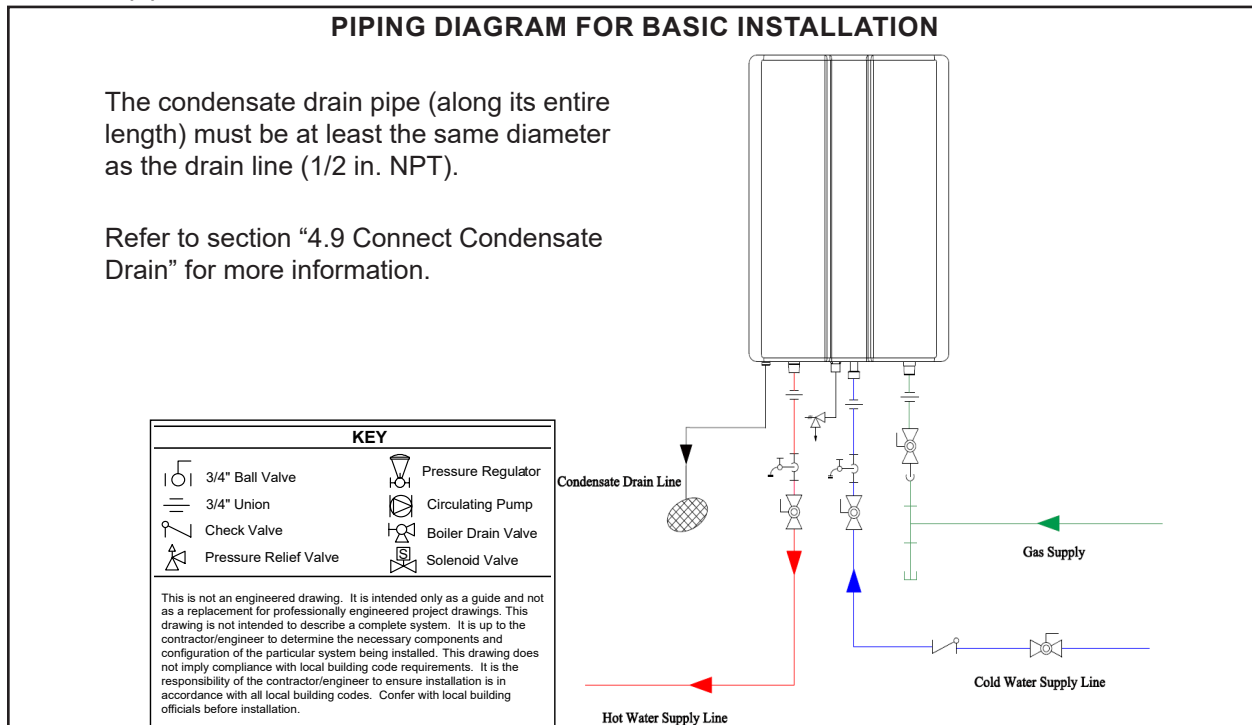 PIPING DIAGRAM FOR BASIC INSTALLATION
The condensate drain pipe (along its entire
length) must be at least the same diameter
as the drain line (1/2 in. NPT).
Refer to section “4.9 Connect Condensate
Drain” for more information.
KEY
3/4" Ball Valve
3/4" Union
Check Valve
Pressure Relief Valve
Pressure Regulator
Circulating Pump
Boiler Drain Valve
S
Solenoid Valve
This is not an engineered drawing. It is intended only as a guide and not
as a replacement for professionally engineered project drawings. This
drawing is not intended to describe a complete system. It is up to the
contractor/engineer to determine the necessary components and
configuration of the particular system being installed. This drawing does
not imply compliance with local building code requirements. It is the
responsibility of the contractor/engineer to ensure installation is in
accordance with all local building codes. Confer with local building
officials before installation.
Condensate Drain Line
Gas Supply
Cold Water Supply Line
Hot Water Supply Line